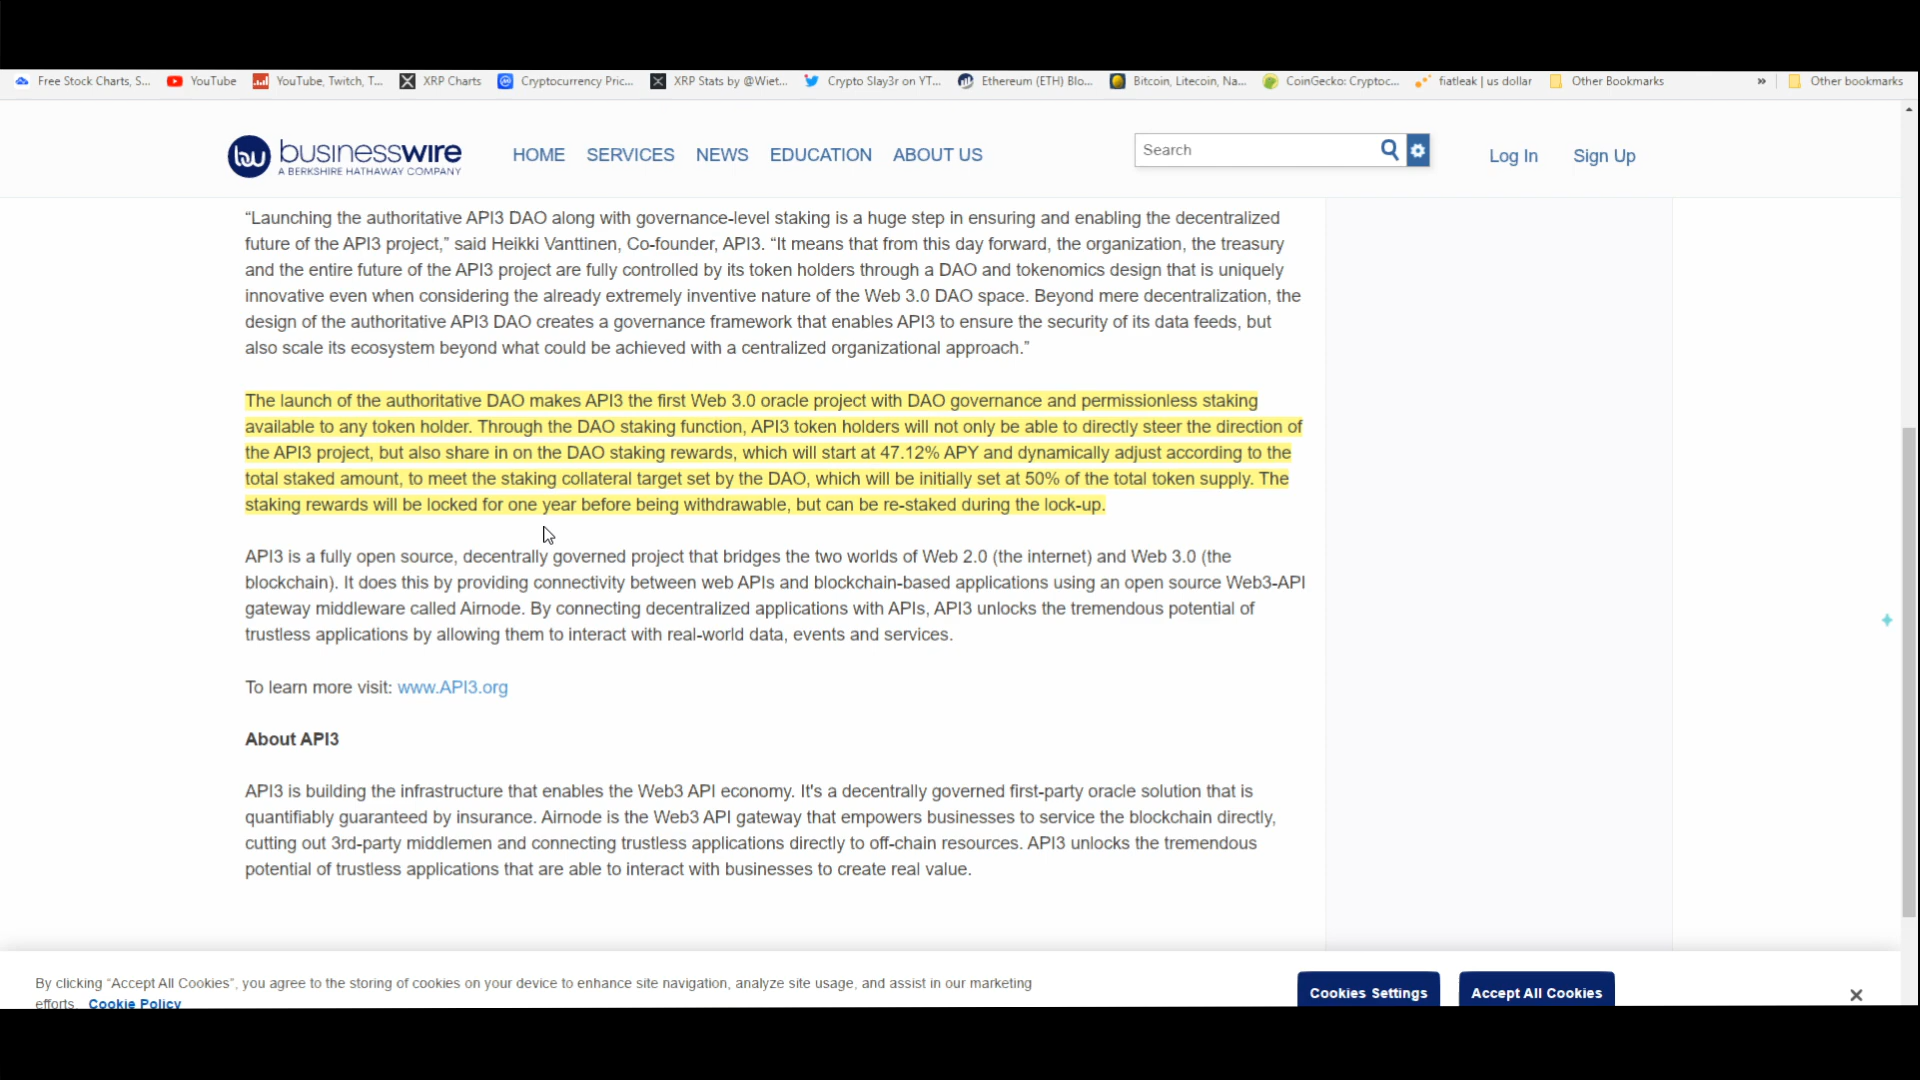 Free Stock Charts, S... YouTube YouTube, Twitch, T... XRP Charts Cryptocurrency Pric... XRP Stats by @Wiet... Crypto Slay3r on YT... Ethereum (ETH) Blo... Bitcoin, Litecoin, Na... CoinGecko: Cryptoc... fiatleak | us dollar Other Bookmarks » Other bookmarks
bw businesswire HOME SERVICES NEWS EDUCATION ABOUT US Search Log In Sign Up
A BERKSHIRE HATHAWAY COMPANY
“Launching the authoritative API3 DAO along with governance-level staking is a huge step in ensuring and enabling the decentralized
future of the API3 project,” said Heikki Vanttinen, Co-founder, API3. “It means that from this day forward, the organization, the treasury
and the entire future of the API3 project are fully controlled by its token holders through a DAO and tokenomics design that is uniquely
innovative even when considering the already extremely inventive nature of the Web 3.0 DAO space. Beyond mere decentralization, the
design of the authoritative API3 DAO creates a governance framework that enables API3 to ensure the security of its data feeds, but
also scale its ecosystem beyond what could be achieved with a centralized organizational approach.”
The launch of the authoritative DAO makes API3 the first Web 3.0 oracle project with DAO governance and permissionless staking
available to any token holder. Through the DAO staking function, API3 token holders will not only be able to directly steer the direction of
the API3 project, but also share in on the DAO staking rewards, which will start at 47.12% APY and dynamically adjust according to the
total staked amount, to meet the staking collateral target set by the DAO, which will be initially set at 50% of the total token supply. The
staking rewards will be locked for one year before being withdrawable, but can be re-staked during the lock-up.
API3 is a fully open source, decentrally governed project that bridges the two worlds of Web 2.0 (the internet) and Web 3.0 (the
blockchain). It does this by providing connectivity between web APIs and blockchain-based applications using an open source Web3-API
gateway middleware called Airnode. By connecting decentralized applications with APIs, API3 unlocks the tremendous potential of
trustless applications by allowing them to interact with real-world data, events and services.
To learn more visit: www.API3.org
About API3
API3 is building the infrastructure that enables the Web3 API economy. It's a decentrally governed first-party oracle solution that is
quantifiably guaranteed by insurance. Airnode is the Web3 API gateway that empowers businesses to service the blockchain directly,
cutting out 3rd-party middlemen and connecting trustless applications directly to off-chain resources. API3 unlocks the tremendous
potential of trustless applications that are able to interact with businesses to create real value.
By clicking “Accept All Cookies”, you agree to the storing of cookies on your device to enhance site navigation, analyze site usage, and assist in our marketing
efforts. Cookie Policy
Cookies Settings Accept All Cookies